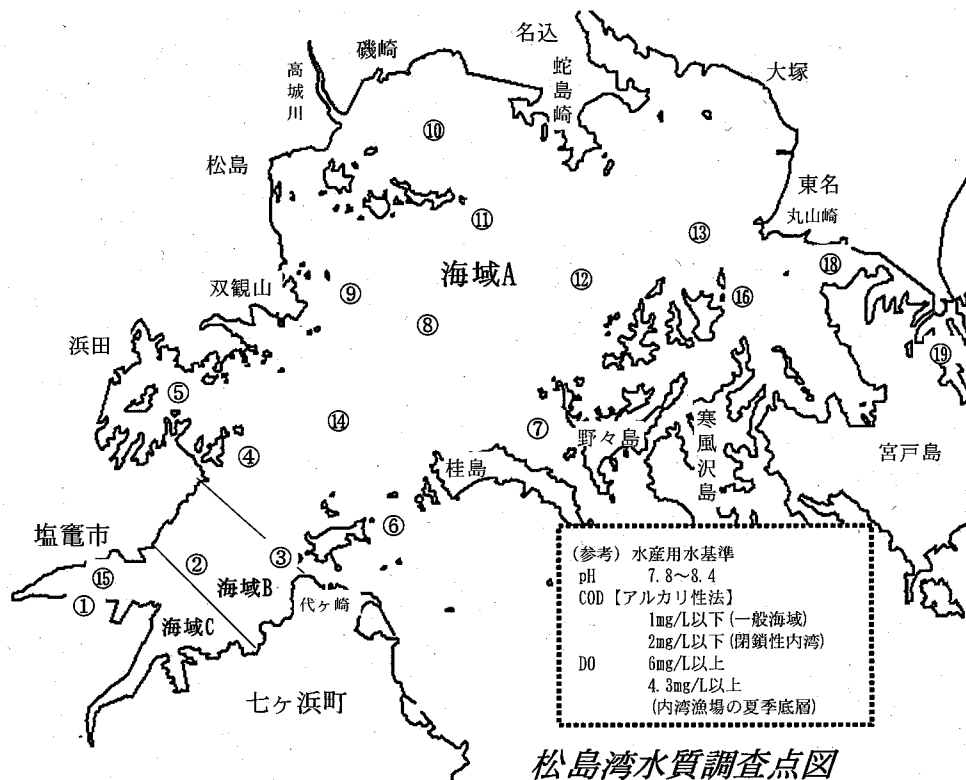 名込
磯崎
大塚
蛇島崎
高城川
⑩
松島
東名
丸山崎
⑪
⑬
⑱
海域A
双観山
⑨
⑫
⑯
⑧
浜田
⑲
⑤
⑭
⑦
野々島
寒風沢島
④
桂島
宮戸島
塩竈市
⑥
②
③
⑮
海域B
①
代ヶ崎
海域C
七ヶ浜町
(参考) 水産用水基準
pH 7.8～8.4
COD【アルカリ性法】
1mg/L以下(一般海域)
2mg/L以下(閉鎖性内湾)
DO 6mg/L以上
4.3mg/L以上
(内湾漁場の夏季底層)
松島湾水質調査点図